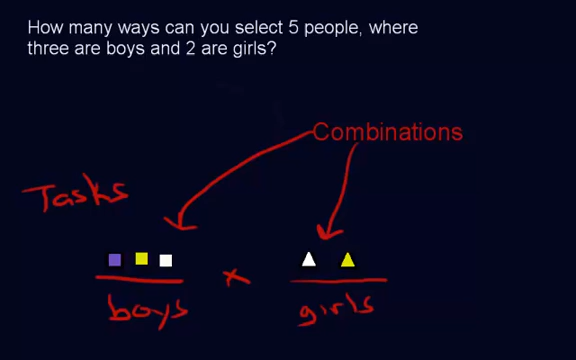 How many ways can you select 5 people, where
three are boys and 2 are girls?
Combinations
Tasks
boys x girls